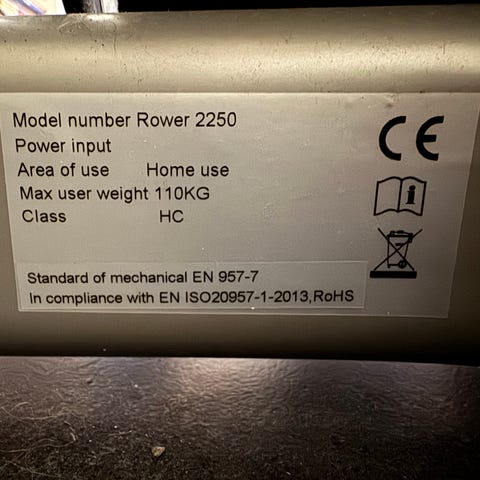 Model number Rower 2250
Power input
Area of use Home use
Max user weight 110KG
Class HC
CE
Standard of mechanical EN 957-7
In compliance with EN ISO20957-1-2013,RoHS